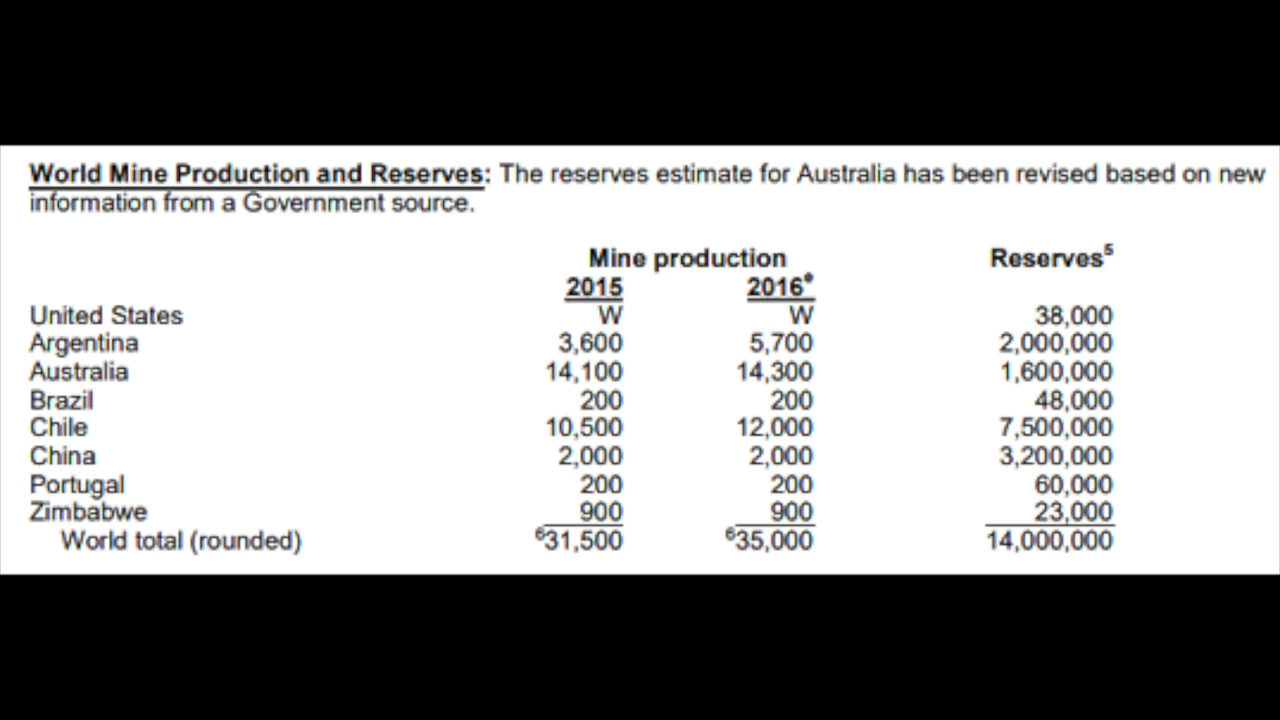 World Mine Production and Reserves: The reserves estimate for Australia has been revised based on new
information from a Government source.
Mine production Reserves⁵
2015 2016ᵉ
United States W W 38,000
Argentina 3,600 5,700 2,000,000
Australia 14,100 14,300 1,600,000
Brazil 200 200 48,000
Chile 10,500 12,000 7,500,000
China 2,000 2,000 3,200,000
Portugal 200 200 60,000
Zimbabwe 900 900 23,000
World total (rounded) ⁶31,500 ⁶35,000 14,000,000